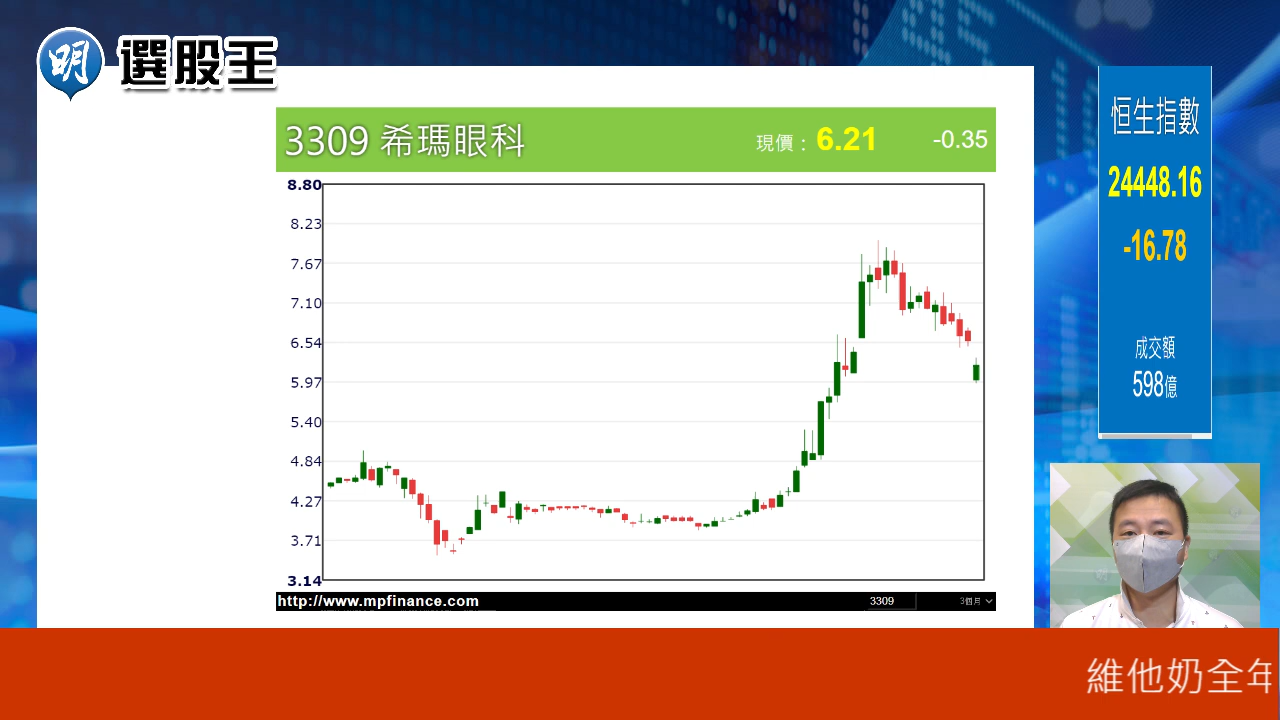 明 選股王
3309 希瑪眼科 現價： 6.21 -0.35
8.80
8.23
7.67
7.10
6.54
5.97
5.40
4.84
4.27
3.71
3.14
http://www.mpfinance.com 3309 3個月
恒生指數
24448.16
-16.78
成交額
598億
維他奶全年